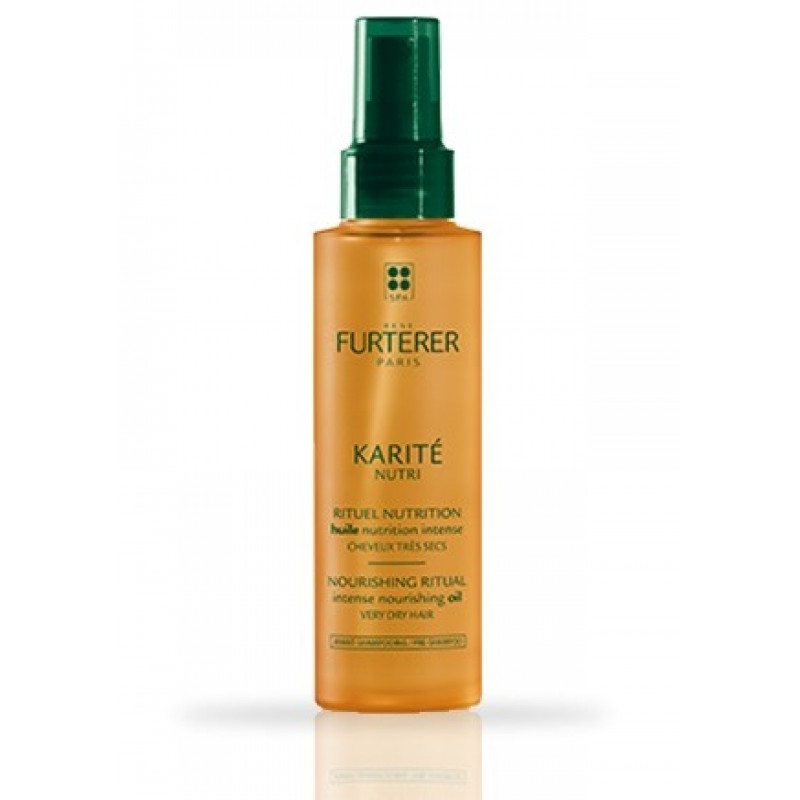 SPA
RENE
FURTERER
PARIS
KARITÉ
NUTRI
RITUEL NUTRITION
huile nutrition intense
CHEVEUX TRÈS SECS
NOURISHING RITUAL
intense nourishing oil
VERY DRY HAIR
AVANT-SHAMPOOING / PRE-SHAMPOO